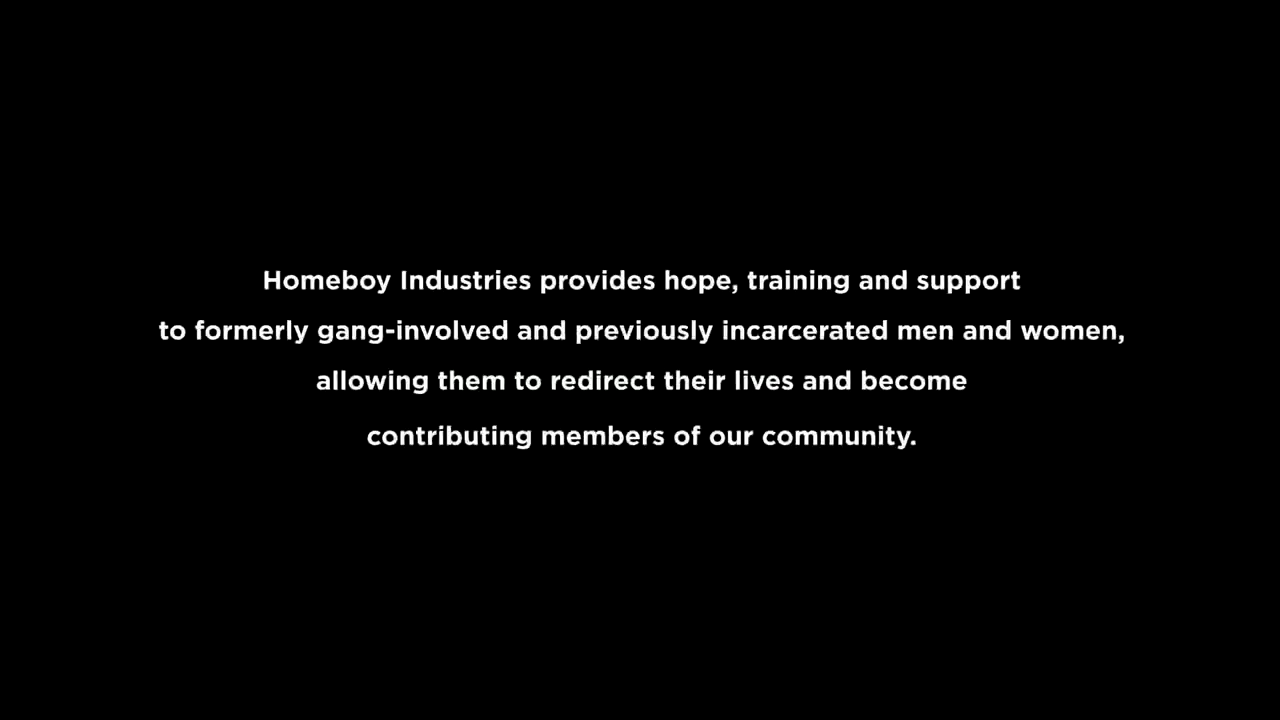 Homeboy Industries provides hope, training and support
to formerly gang-involved and previously incarcerated men and women,
allowing them to redirect their lives and become
contributing members of our community.